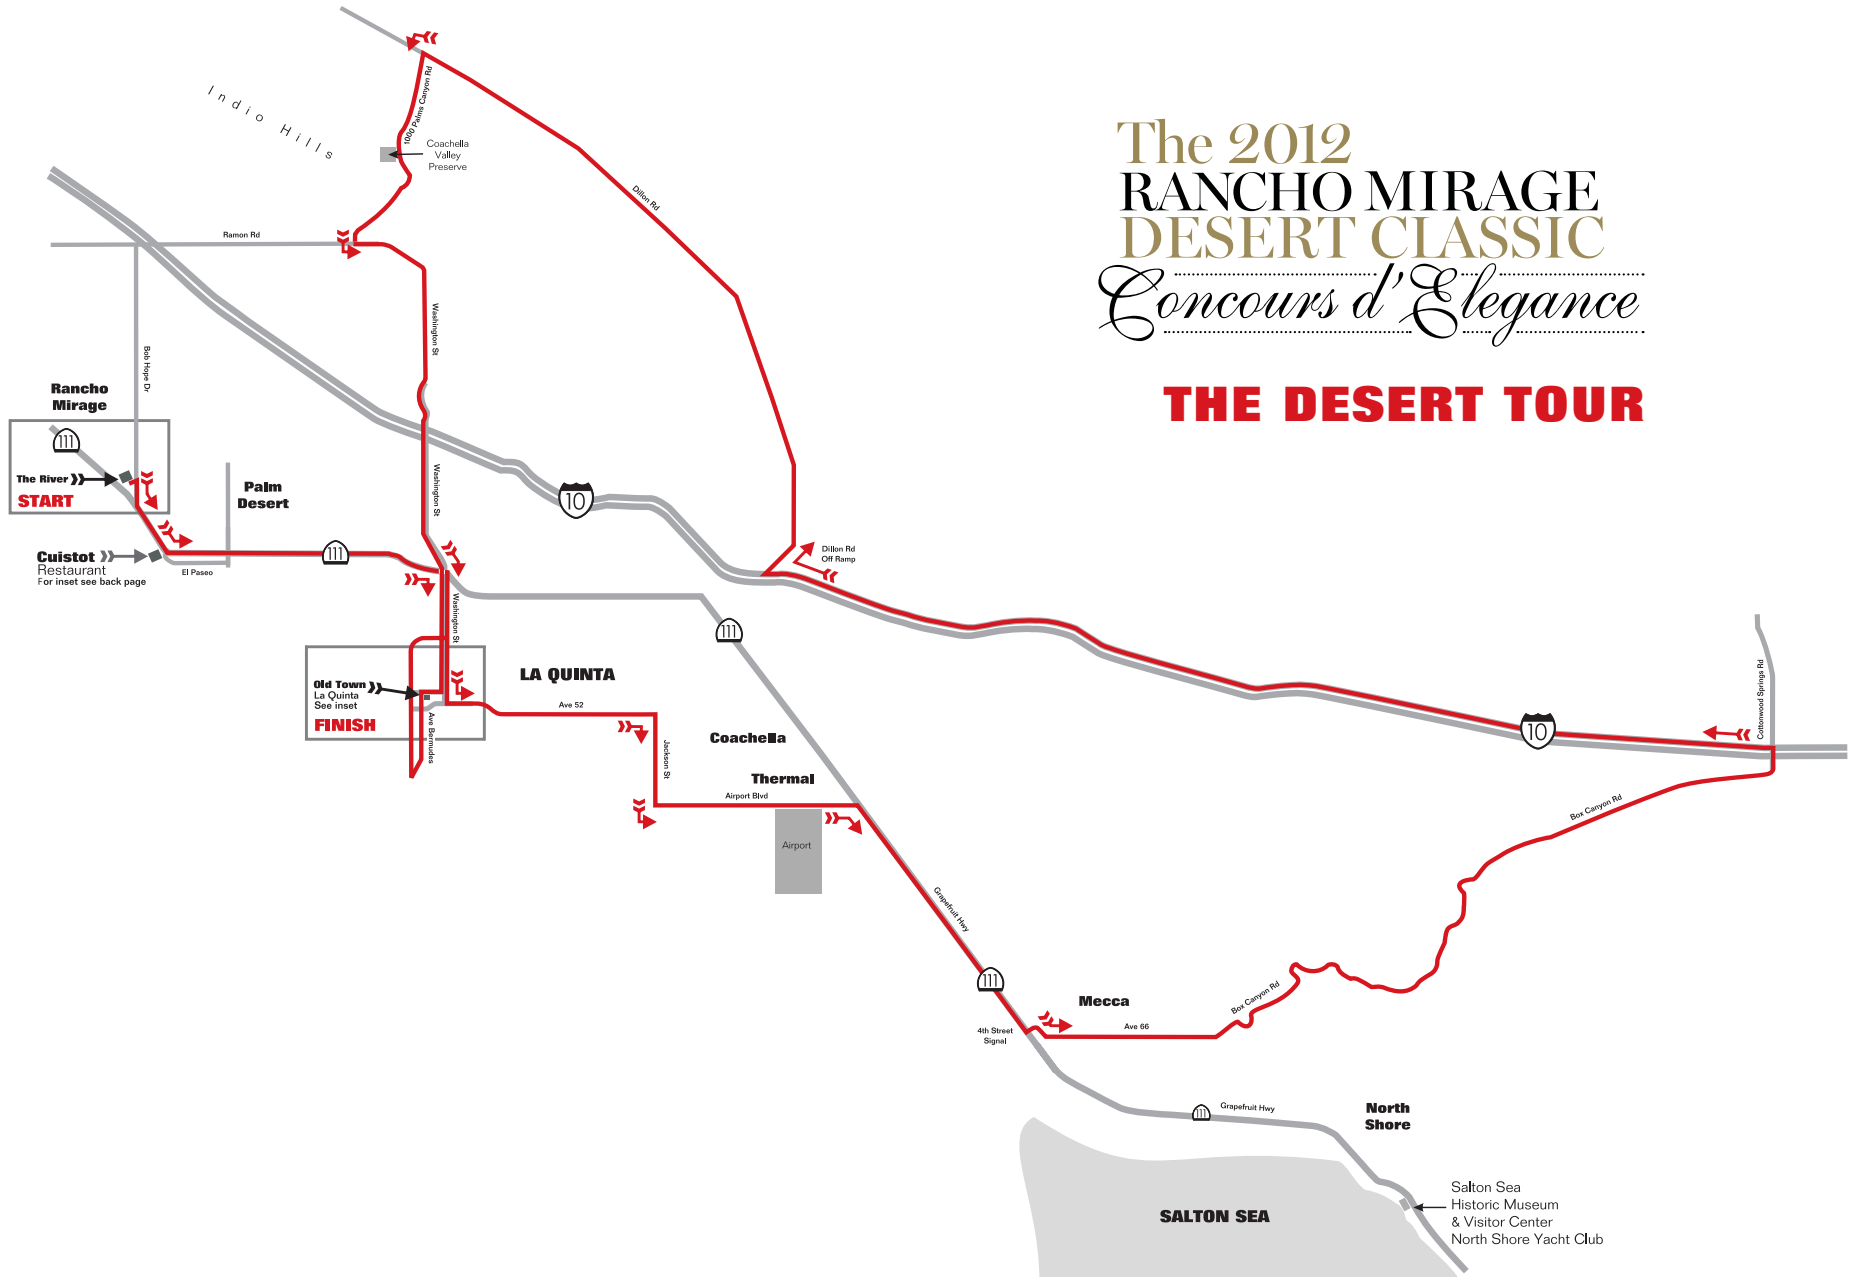 The 2012
RANCHO MIRAGE
DESERT CLASSIC
Concours d'Elegance
THE DESERT TOUR
Indio Hills
1000 Palms Canyon Rd
Coachella
Valley
Preserve
Dillon Rd
Ramon Rd
Washington St
Bob Hope Dr
Rancho
Mirage
111
The River
START
Palm
Desert
Washington St
10
Cuistot
Restaurant
For inset see back page
El Paseo
111
Dillon Rd
Off Ramp
Washington St
111
Old Town
La Quinta
See inset
FINISH
Ave Bermudes
LA QUINTA
Ave 52
Jackson St
Coachella
Thermal
Airport Blvd
Airport
Cottonwood Springs Rd
10
Box Canyon Rd
Grapefruit Hwy
111
Mecca
Box Canyon Rd
4th Street
Signal
Ave 66
111
Grapefruit Hwy
North
Shore
SALTON SEA
Salton Sea
Historic Museum
& Visitor Center
North Shore Yacht Club